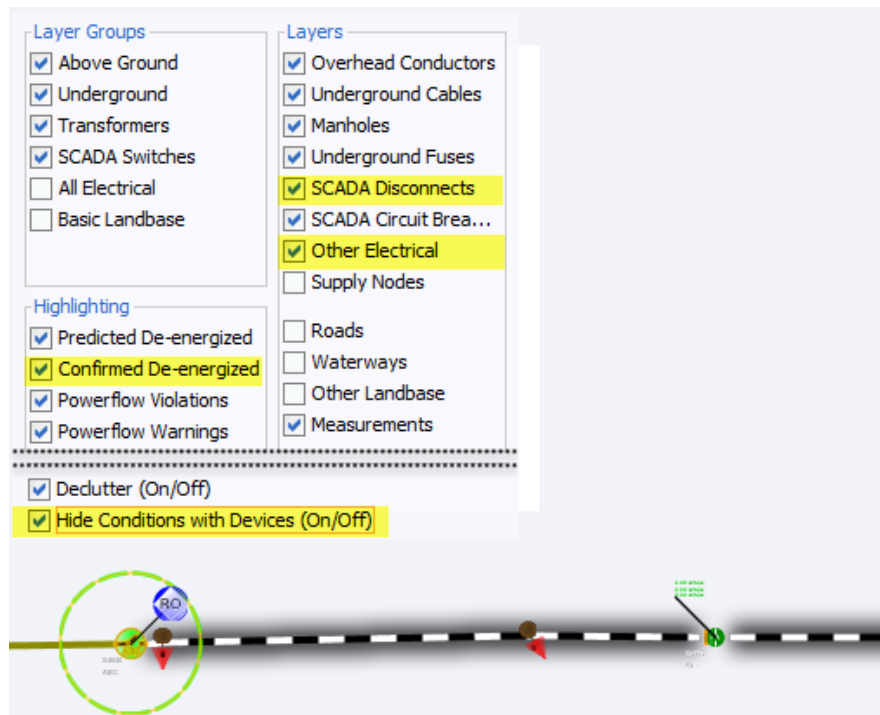 Layer Groups
Above Ground
Underground
Transformers
SCADA Switches
All Electrical
Basic Landbase
Highlighting
Predicted De-energized
Confirmed De-energized
Powerflow Violations
Powerflow Warnings
Layers
Overhead Conductors
Underground Cables
Manholes
Underground Fuses
SCADA Disconnects
SCADA Circuit Brea...
Other Electrical
Supply Nodes
Roads
Waterways
Other Landbase
Measurements
Declutter (On/Off)
Hide Conditions with Devices (On/Off)
RO
ABC